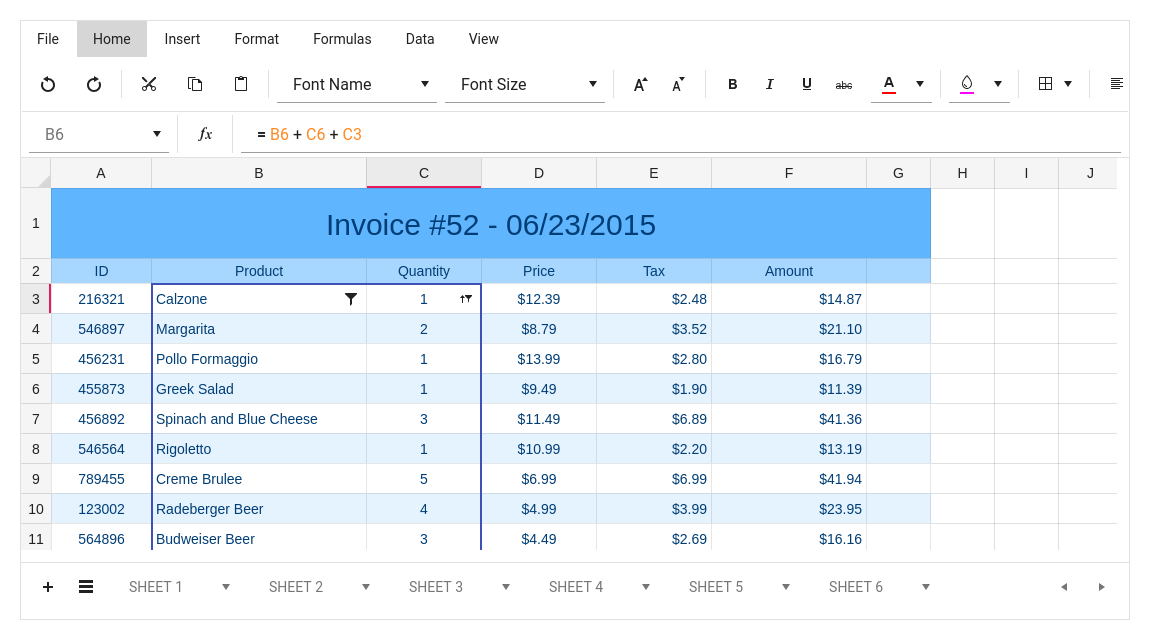 File Home Insert Format Formulas Data View
Font Name Font Size A A B I U abc A
B6 fx = B6 + C6 + C3
A B C D E F G H I J
1 Invoice #52 - 06/23/2015
2 ID Product Quantity Price Tax Amount
3 216321 Calzone 1 $12.39 $2.48 $14.87
4 546897 Margarita 2 $8.79 $3.52 $21.10
5 456231 Pollo Formaggio 1 $13.99 $2.80 $16.79
6 455873 Greek Salad 1 $9.49 $1.90 $11.39
7 456892 Spinach and Blue Cheese 3 $11.49 $6.89 $41.36
8 546564 Rigoletto 1 $10.99 $2.20 $13.19
9 789455 Creme Brulee 5 $6.99 $6.99 $41.94
10 123002 Radeberger Beer 4 $4.99 $3.99 $23.95
11 564896 Budweiser Beer 3 $4.49 $2.69 $16.16
SHEET 1 SHEET 2 SHEET 3 SHEET 4 SHEET 5 SHEET 6